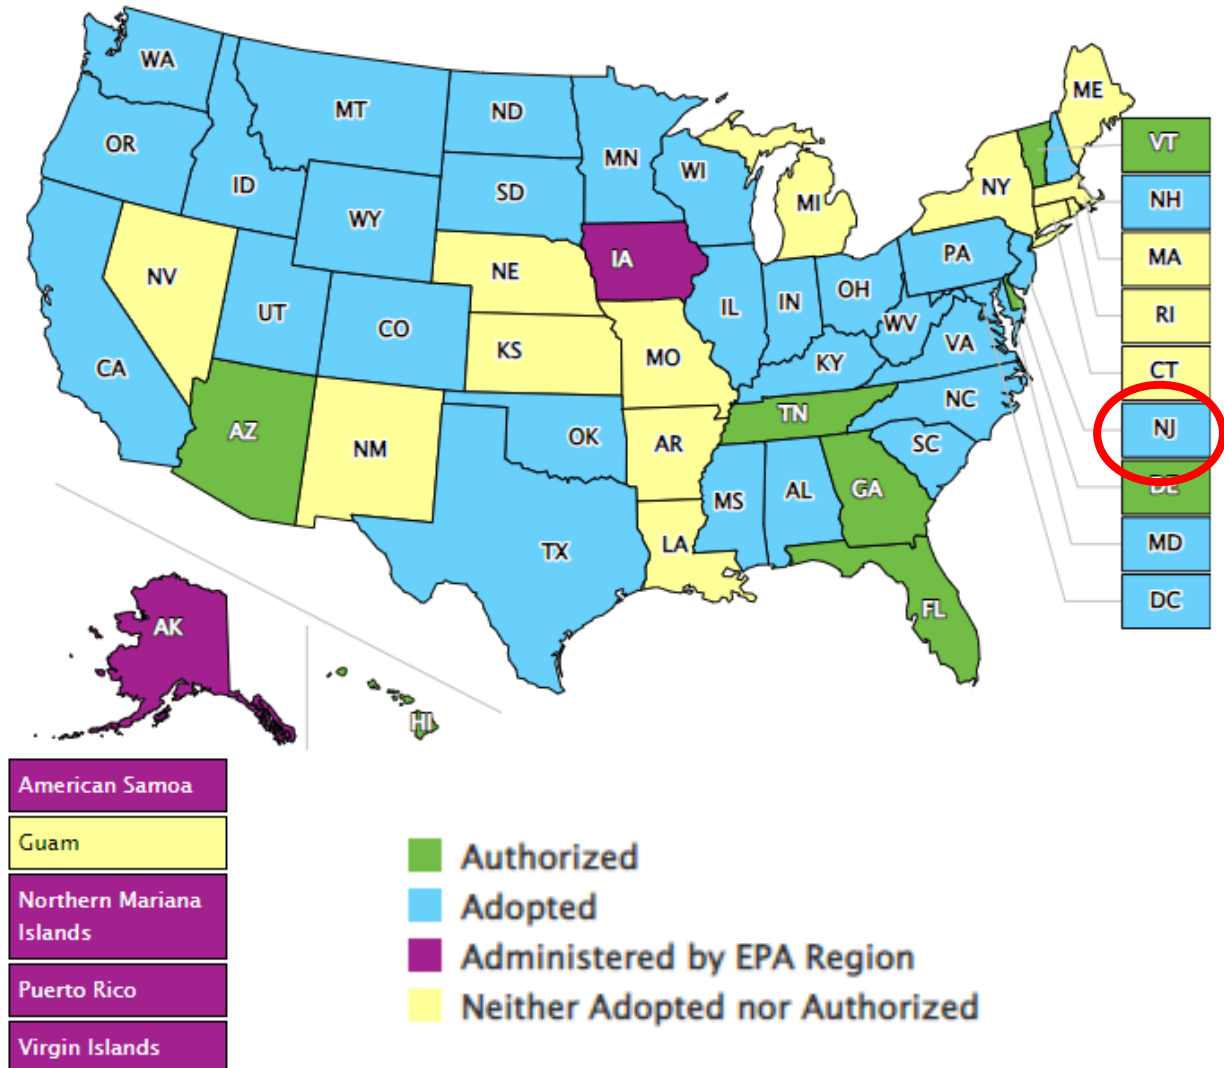 WA
MT
ND
MN
ME
OR
ID
SD
WI
VT
WY
MI
NY
NH
NV
NE
IA
PA
MA
UT
CO
IL
IN
OH
RI
WV
CA
KS
MO
KY
VA
CT
NC
NJ
AZ
NM
OK
AR
TN
SC
DE
MS
AL
GA
TX
LA
MD
DC
FL
AK
HI
American Samoa
Guam
Northern Mariana
Islands
Puerto Rico
Virgin Islands
Authorized
Adopted
Administered by EPA Region
Neither Adopted nor Authorized